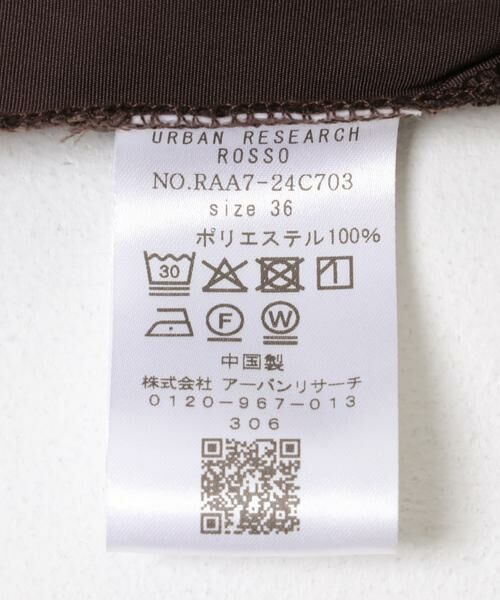 URBAN RESEARCH
ROSSO
NO.RAA7-24C703
size 36
ポリエステル100%
30
F W
中国製
株式会社 アーバンリサーチ
0120-967-013
306